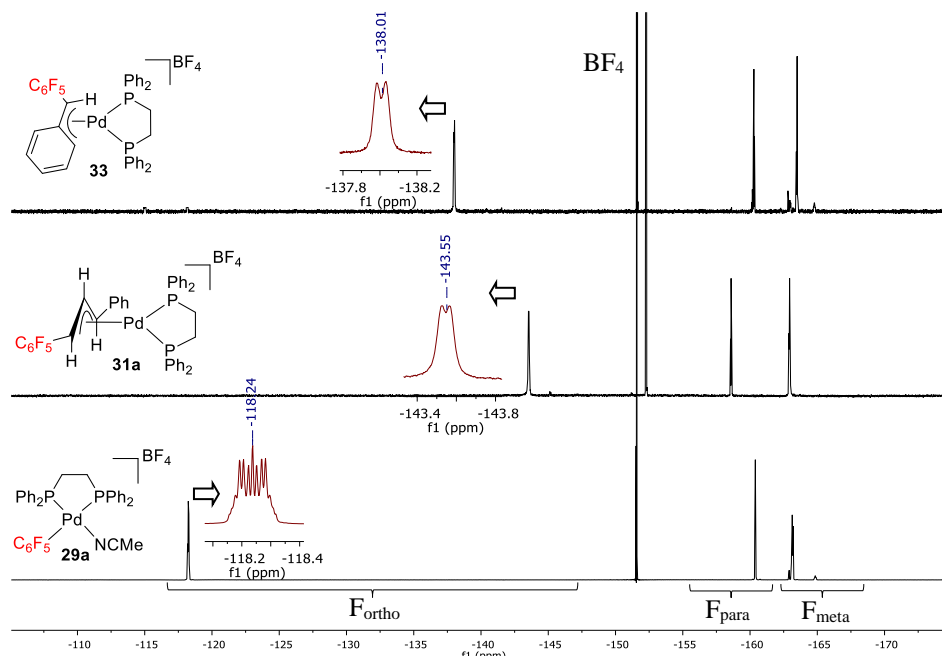 BF4
C6F5
H
Ph2
P
Pd
P
Ph2
33
-138.01
-137.8 -138.2
f1 (ppm)
BF4
BF4
H
Ph
Ph2
P
Pd
P
Ph2
C6F5
H
H
31a
-143.55
-143.4 -143.8
f1 (ppm)
BF4
Ph2P PPh2
Pd
C6F5 NCMe
29a
-118.24
-118.2 -118.4
f1 (ppm)
Fortho
Fpara
Fmeta
-110 -115 -120 -125 -130 -135 -140 -145 -150 -155 -160 -165 -170
f1 (ppm)